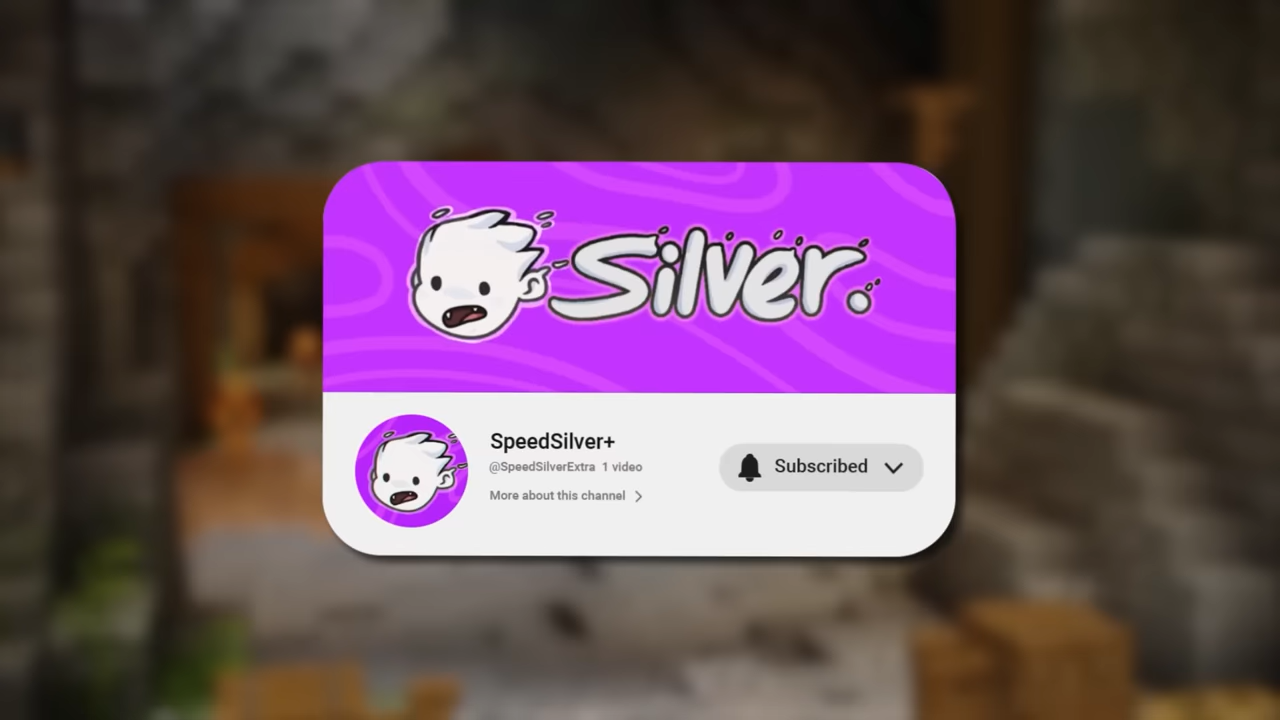 Silver.
SpeedSilver+
@SpeedSilverExtra 1 video
More about this channel
Subscribed